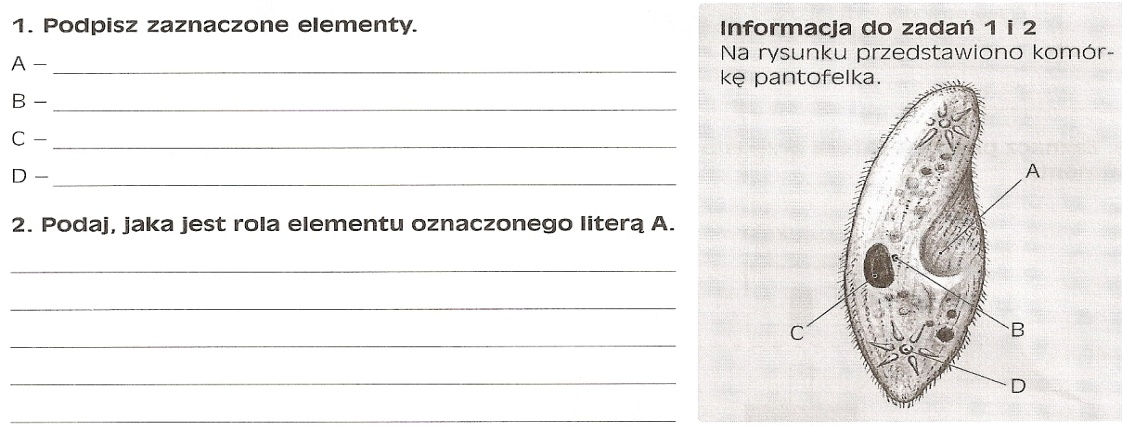 1. Podpisz zaznaczone elementy.
A –
B –
C –
D –
2. Podaj, jaka jest rola elementu oznaczonego literą A.
Informacja do zadań 1 i 2
Na rysunku przedstawiono komór-
kę pantofelka.
A
B
C
D